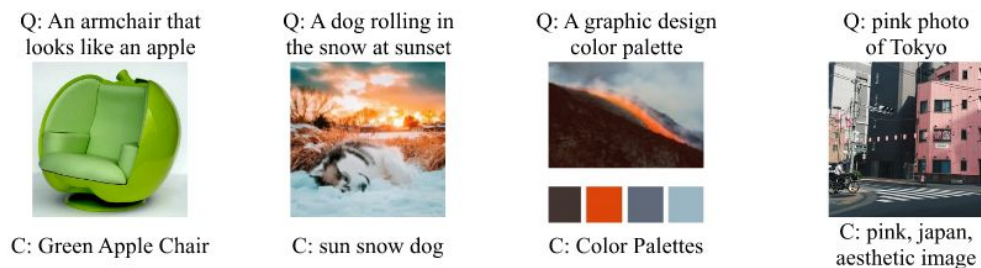 Q: An armchair that
looks like an apple
C: Green Apple Chair
Q: A dog rolling in
the snow at sunset
C: sun snow dog
Q: A graphic design
color palette
C: Color Palettes
Q: pink photo
of Tokyo
C: pink, japan,
aesthetic image